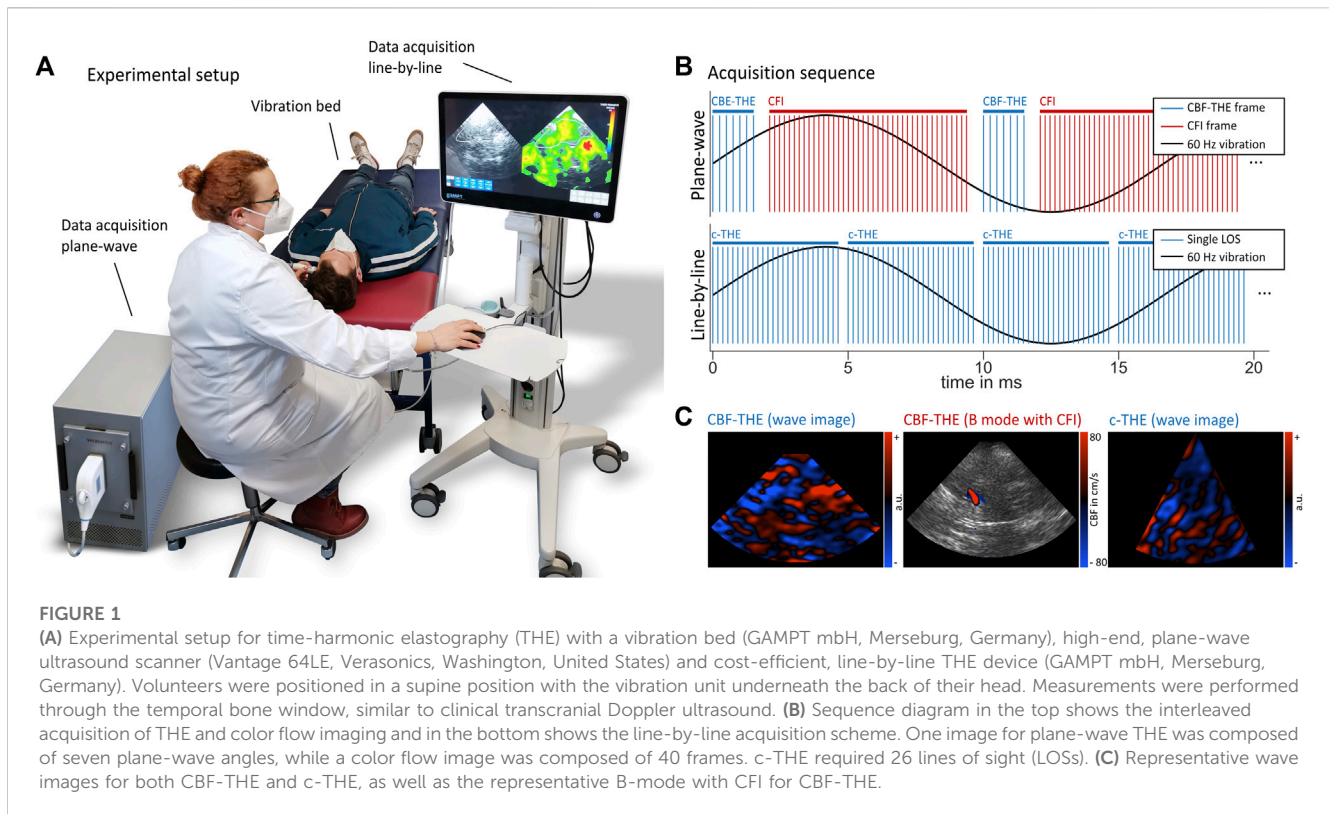 A
Experimental setup
Data acquisition
line-by-line
Vibration bed
Data acquisition
plane-wave
GAMPT
B
Acquisition sequence
Plane-wave
CBE-THE
CFI
CBF-THE
CFI
CBF-THE frame
CFI frame
60 Hz vibration
...
Line-by-line
c-THE
c-THE
c-THE
c-THE
Single LOS
60 Hz vibration
...
0
5
10
15
20
time in ms
C
CBF-THE (wave image)
+
a.u.
-
CBF-THE (B mode with CFI)
80
CBF in cm/s
- 80
c-THE (wave image)
+
a.u.
-
FIGURE 1
(A) Experimental setup for time-harmonic elastography (THE) with a vibration bed (GAMPT mbH, Merseburg, Germany), high-end, plane-wave
ultrasound scanner (Vantage 64LE, Verasonics, Washington, United States) and cost-efficient, line-by-line THE device (GAMPT mbH, Merseburg,
Germany). Volunteers were positioned in a supine position with the vibration unit underneath the back of their head. Measurements were performed
through the temporal bone window, similar to clinical transcranial Doppler ultrasound. (B) Sequence diagram in the top shows the interleaved
acquisition of THE and color flow imaging and in the bottom shows the line-by-line acquisition scheme. One image for plane-wave THE was composed
of seven plane-wave angles, while a color flow image was composed of 40 frames. c-THE required 26 lines of sight (LOSs). (C) Representative wave
images for both CBF-THE and c-THE, as well as the representative B-mode with CFI for CBF-THE.